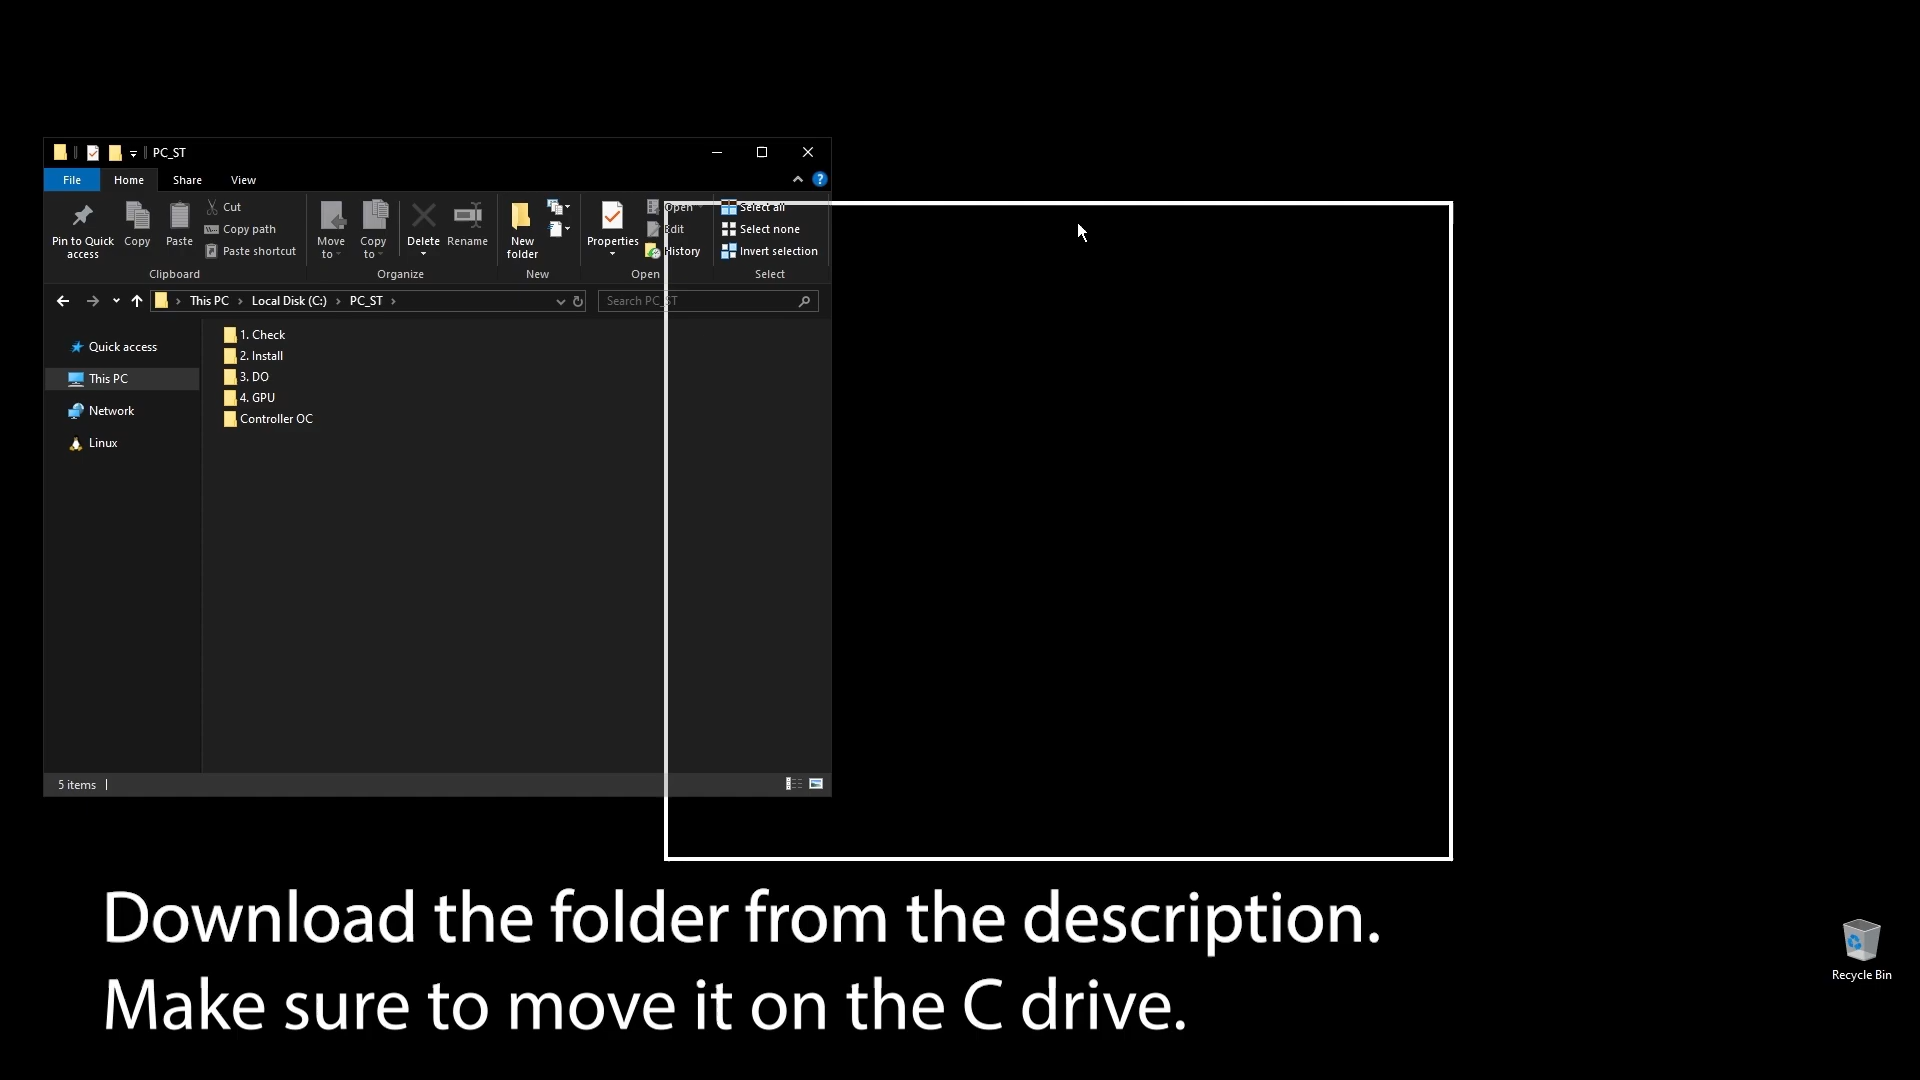 PC_ST
File Home Share View
Pin to Quick access
Copy
Paste
Cut
Copy path
Paste shortcut
Clipboard
Move to
Copy to
Delete
Rename
Organize
New folder
New
Properties
Open
Edit
History
Open
Select all
Select none
Invert selection
Select
This PC > Local Disk (C:) > PC_ST >
Search PC_ST
Quick access
This PC
Network
Linux
1. Check
2. Install
3. DO
4. GPU
Controller OC
5 items
Download the folder from the description.
Make sure to move it on the C drive.
Recycle Bin